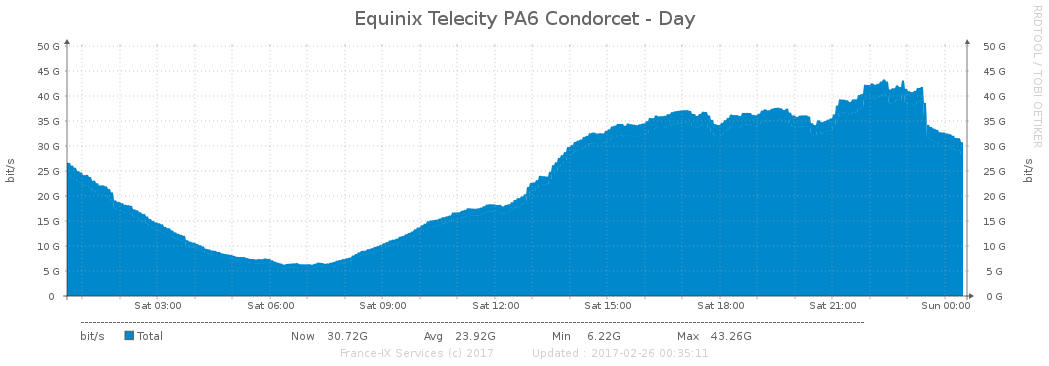 Equinix Telecity PA6 Condorcet - Day
RRDTOOL / TOBI OETIKER
bit/s
50 G 50 G
45 G 45 G
40 G 40 G
35 G 35 G
30 G 30 G
25 G 25 G
20 G 20 G
15 G 15 G
10 G 10 G
5 G 5 G
0 0 G
bit/s
Sat 03:00 Sat 06:00 Sat 09:00 Sat 12:00 Sat 15:00 Sat 18:00 Sat 21:00 Sun 00:00
bit/s Total Now 30.72G Avg 23.92G Min 6.22G Max 43.26G
France-IX Services (c) 2017 Updated : 2017-02-26 00:35:11